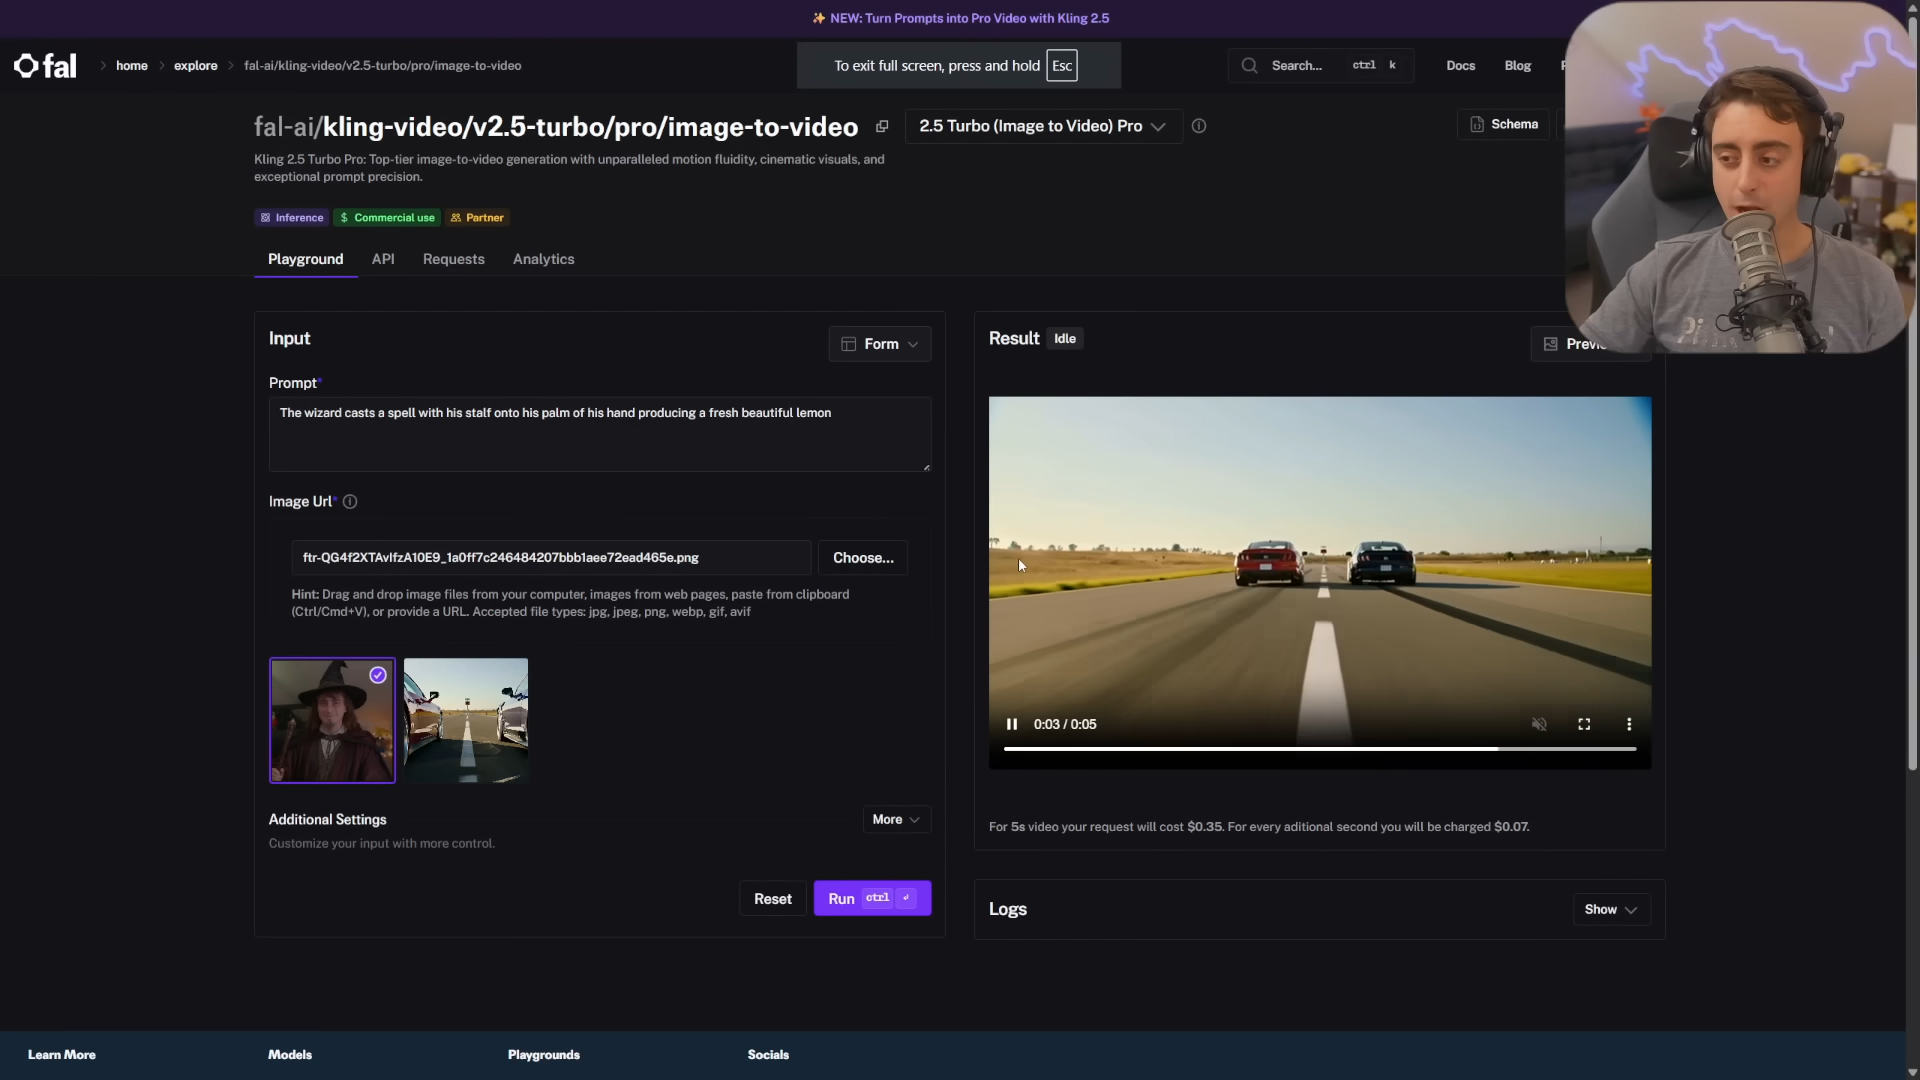 ✨ NEW: Turn Prompts into Pro Video with Kling 2.5
fal
home
explore
fal-ai/kling-video/v2.5-turbo/pro/image-to-video
To exit full screen, press and hold Esc
Search... ctrl k
Docs
Blog
fal-ai/kling-video/v2.5-turbo/pro/image-to-video
2.5 Turbo (Image to Video) Pro
Schema
Kling 2.5 Turbo Pro: Top-tier image-to-video generation with unparalleled motion fluidity, cinematic visuals, and
exceptional prompt precision.
Inference
$ Commercial use
Partner
Playground
API
Requests
Analytics
Input
Form
Prompt*
The wizard casts a spell with his stalf onto his palm of his hand producing a fresh beautiful lemon
Image Url*
ftr-QG4f2XTAvIfzA10E9_1a0ff7c246484207bbb1aee72ead465e.png
Choose...
Hint: Drag and drop image files from your computer, images from web pages, paste from clipboard
(Ctrl/Cmd+V), or provide a URL. Accepted file types: jpg, jpeg, png, webp, gif, avif
Additional Settings
More
Customize your input with more control.
Reset
Run ctrl
Result
Idle
0:03 / 0:05
For 5s video your request will cost $0.35. For every aditional second you will be charged $0.07.
Logs
Show
Learn More
Models
Playgrounds
Socials